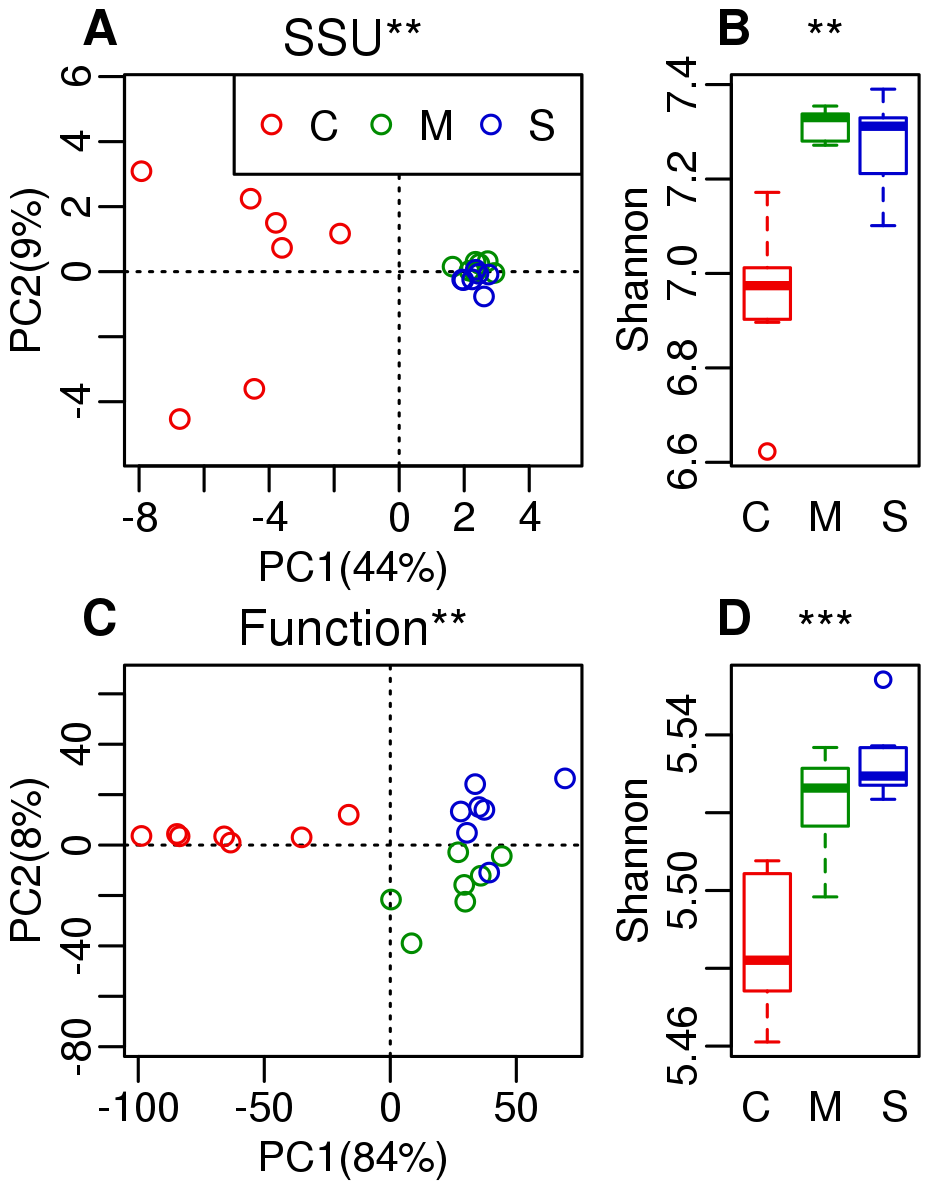 A
SSU**
C M S
6
4
2
0
-4
PC2(9%)
-8 -4 0 2 4
PC1(44%)
B
**
7.4
7.2
7.0
6.8
6.6
Shannon
C M S
C
Function**
40
0
-40
-80
PC2(8%)
-100 -50 0 50
PC1(84%)
D
***
5.54
5.50
5.46
Shannon
C M S